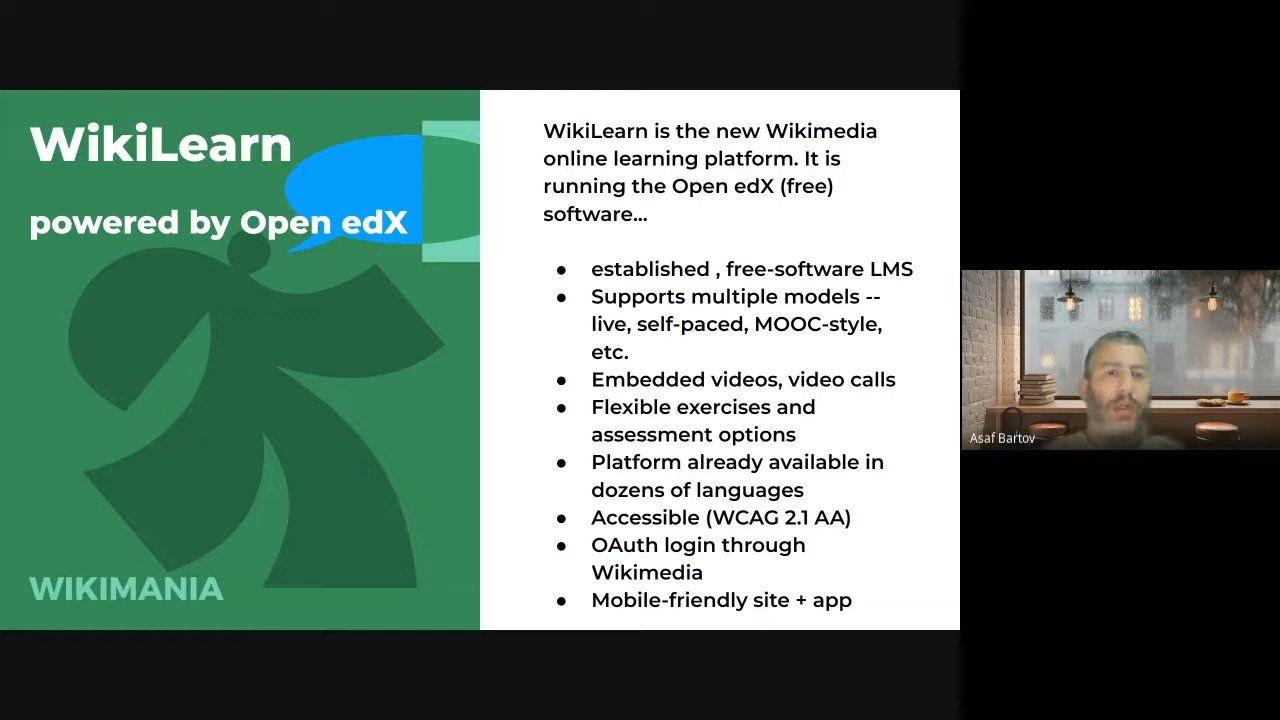 WikiLearn
powered by Open edX
WIKIMANIA
WikiLearn is the new Wikimedia
online learning platform. It is
running the Open edX (free)
software...
● established , free-software LMS
● Supports multiple models --
live, self-paced, MOOC-style,
etc.
● Embedded videos, video calls
● Flexible exercises and
assessment options
● Platform already available in
dozens of languages
● Accessible (WCAG 2.1 AA)
● OAuth login through
Wikimedia
● Mobile-friendly site + app
Asaf Bartov